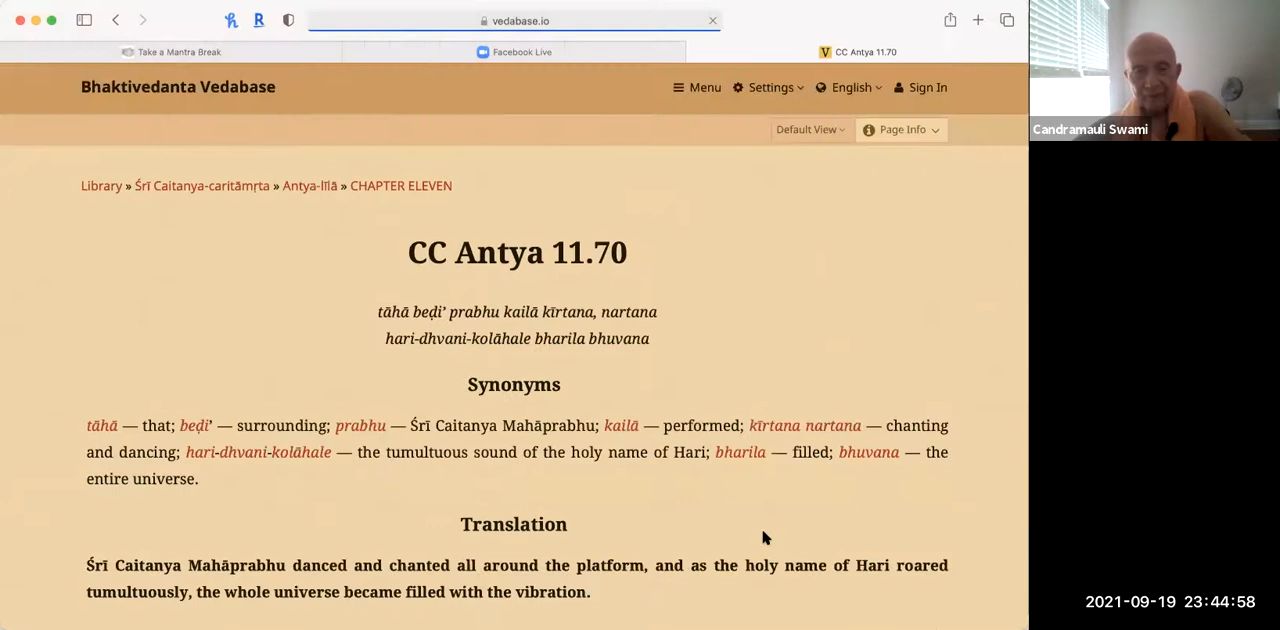 vedabase.io
Take a Mantra Break
Facebook Live
CC Antya 11.70
Bhaktivedanta Vedabase
Menu Settings English Sign In
Default View Page Info
Candramauli Swami
Library » Śrī Caitanya-caritāmṛta » Antya-līlā » CHAPTER ELEVEN
CC Antya 11.70
tāhā beḍi’ prabhu kailā kīrtana, nartana
hari-dhvani-kolāhale bharila bhuvana
Synonyms
tāhā — that; beḍi’ — surrounding; prabhu — Śrī Caitanya Mahāprabhu; kailā — performed; kīrtana nartana — chanting
and dancing; hari-dhvani-kolāhale — the tumultuous sound of the holy name of Hari; bharila — filled; bhuvana — the
entire universe.
Translation
Śrī Caitanya Mahāprabhu danced and chanted all around the platform, and as the holy name of Hari roared
tumultuously, the whole universe became filled with the vibration.
2021-09-19 23:44:58